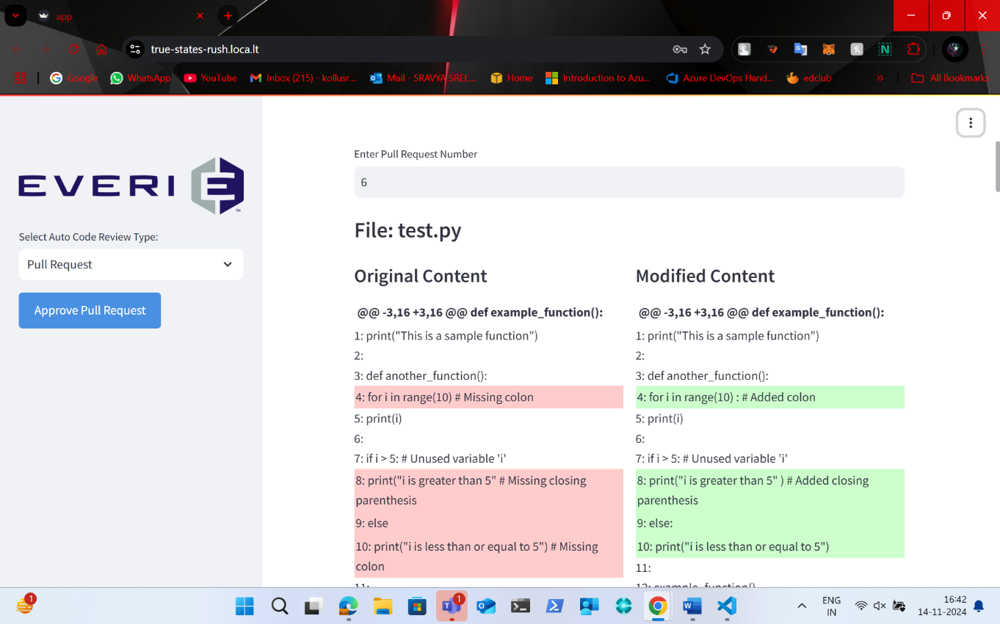 app
true-states-rush.loca.lt
Google
WhatsApp
YouTube
Inbox (215) - kollusr...
Mail - SRAVYA SREE...
Home
Introduction to Azu...
Azure DevOps Hand...
edclub
»
All Bookmarks
EVERI
E
™
Select Auto Code Review Type:
Pull Request
Approve Pull Request
Enter Pull Request Number
6
File: test.py
Original Content
@@ -3,16 +3,16 @@ def example_function():
1: print("This is a sample function")
2:
3: def another_function():
4: for i in range(10) # Missing colon
5: print(i)
6:
7: if i > 5: # Unused variable 'i'
8: print("i is greater than 5" # Missing closing
parenthesis
9: else
10: print("i is less than or equal to 5") # Missing
colon
11:
Modified Content
@@ -3,16 +3,16 @@ def example_function():
1: print("This is a sample function")
2:
3: def another_function():
4: for i in range(10) : # Added colon
5: print(i)
6:
7: if i > 5: # Unused variable 'i'
8: print("i is greater than 5" ) # Added closing
parenthesis
9: else:
10: print("i is less than or equal to 5")
11:
12: example_function()
1
1
ENG
IN
16:42
14-11-2024